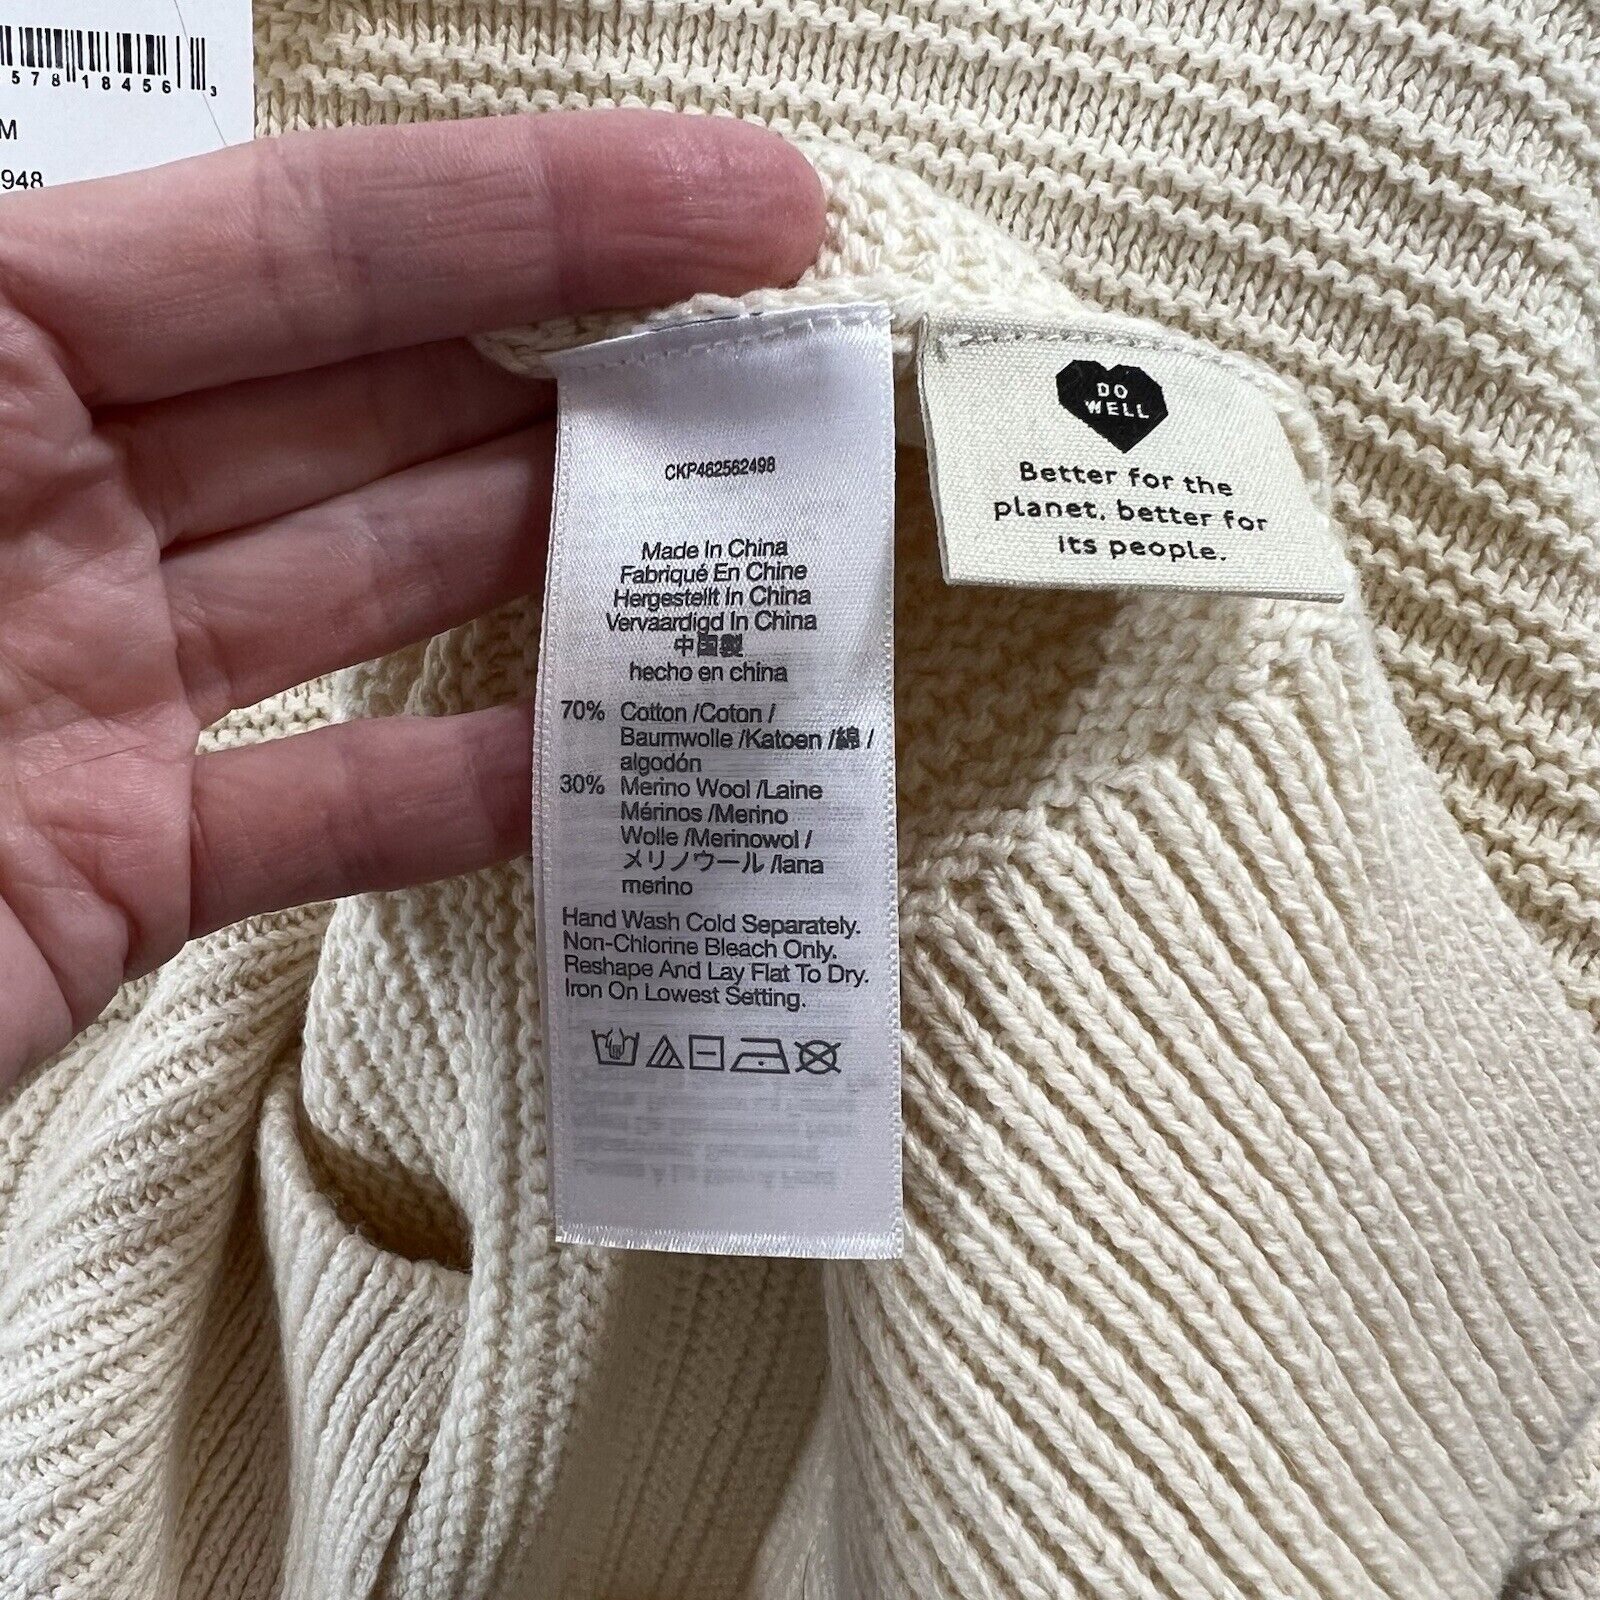 578 18456 3
M
948
CKP462562498
Made In China
Fabriqué En Chine
Hergestellt In China
Vervaardigd In China
中国製
hecho en china
70% Cotton /Coton /
Baumwolle /Katoen /綿 /
algodón
30% Merino Wool /Laine
Mérinos /Merino
Wolle /Merinowol /
メリノウール /lana
merino
Hand Wash Cold Separately.
Non-Chlorine Bleach Only.
Reshape And Lay Flat To Dry.
Iron On Lowest Setting.
DO
WELL
Better for the
planet, better for
its people.